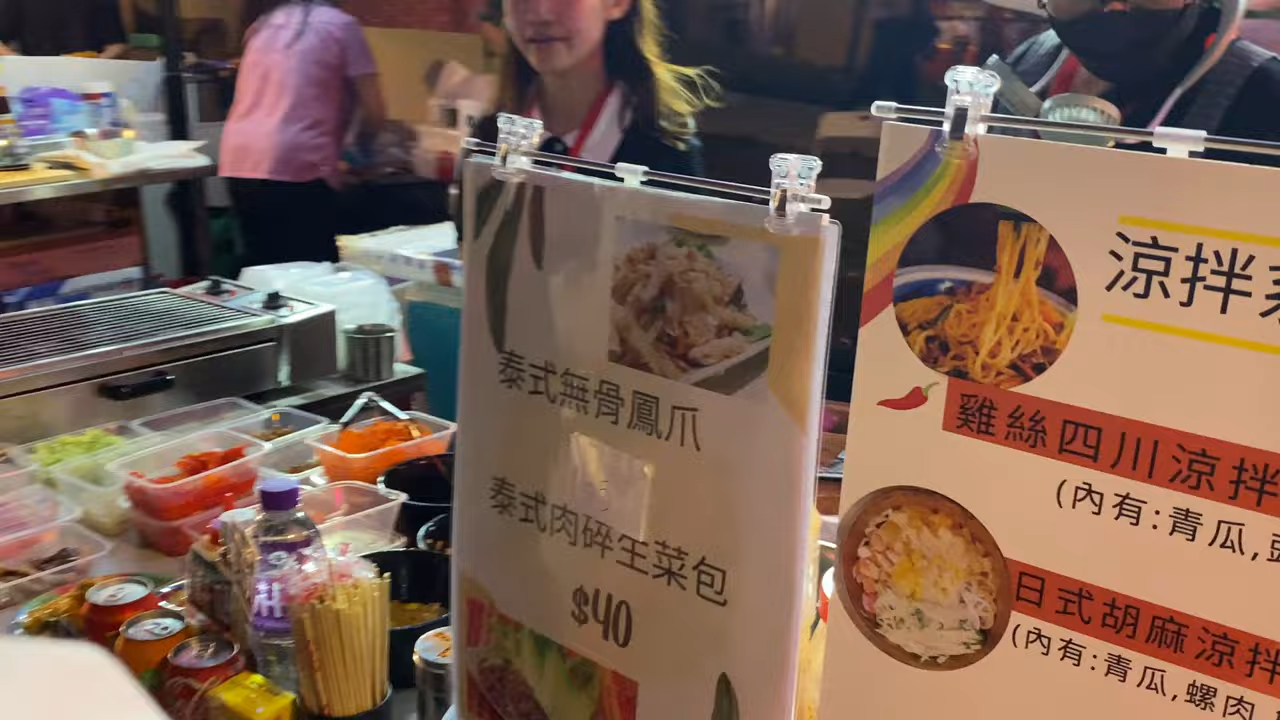 泰式無骨鳳爪
泰式肉碎生菜包
$40
涼拌
雞絲四川涼拌
(內有:青瓜,
日式胡麻涼拌
(內有:青瓜,螺肉